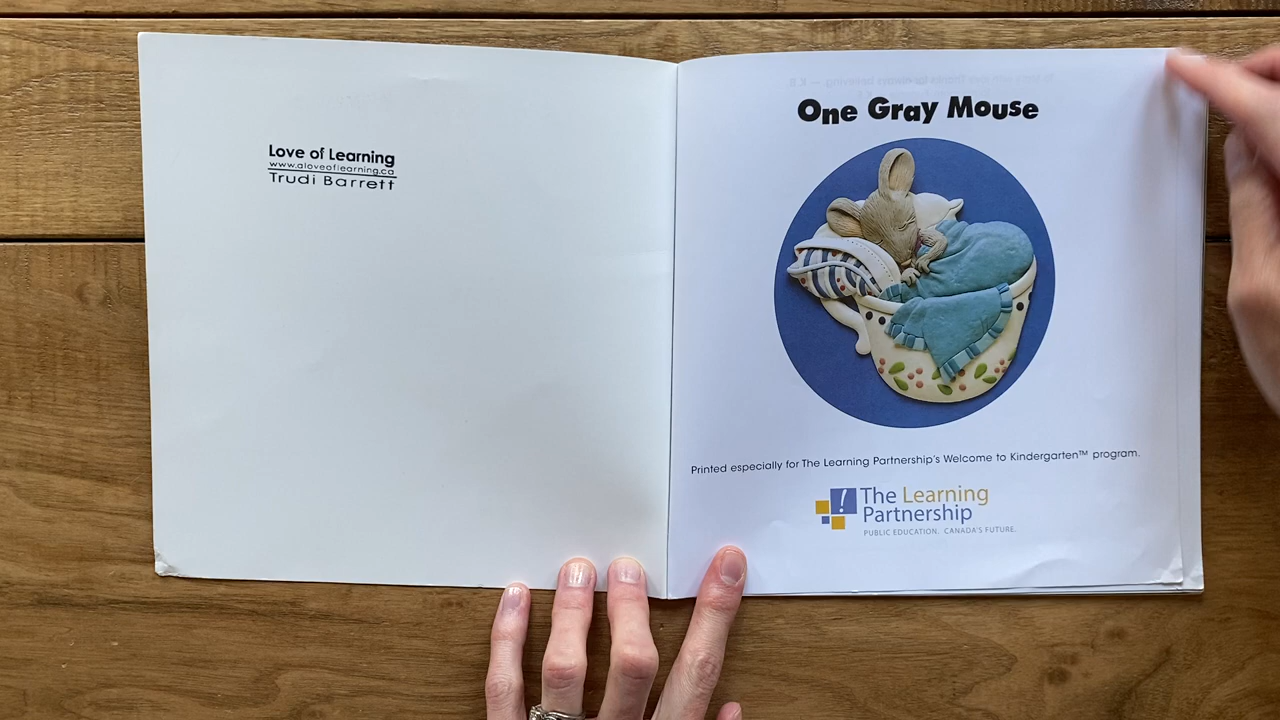 Love of Learning
www.aloveoflearning.ca
Trudi Barrett
One Gray Mouse
Printed especially for The Learning Partnership's Welcome to Kindergarten™ program.
The Learning
Partnership
PUBLIC EDUCATION. CANADA'S FUTURE.